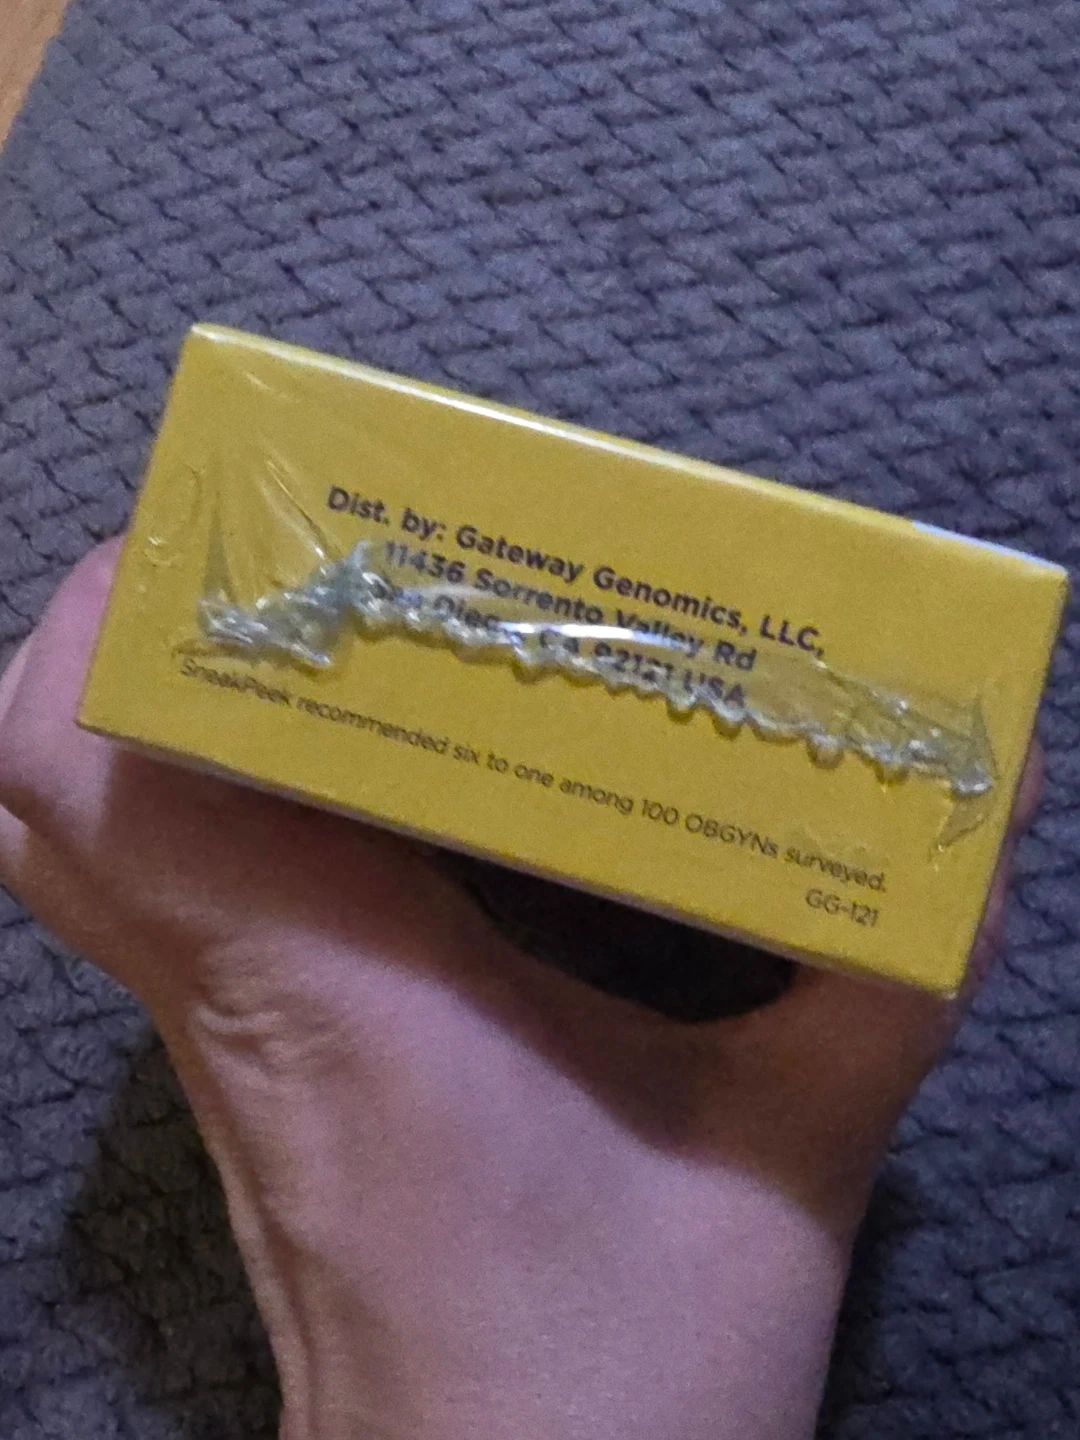 Dist. by: Gateway Genomics, LLC,
11436 Sorrento Valley Rd
San Diego, CA 92121 USA
SneakPeek recommended six to one among 100 OBGYNs surveyed.
GG-121